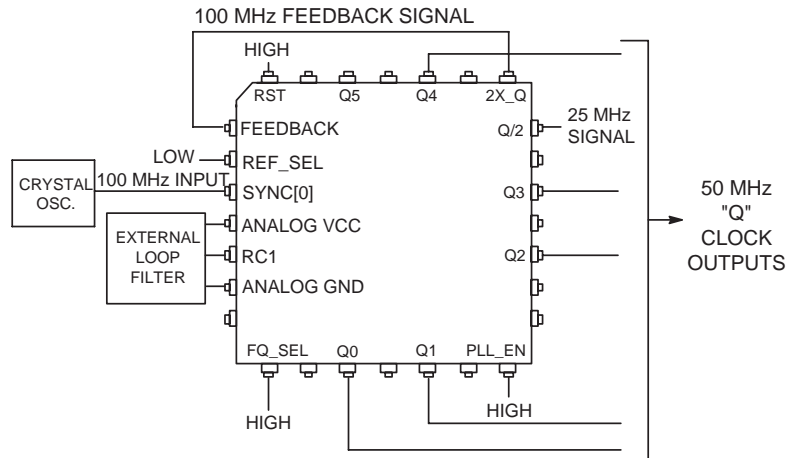 100 MHz FEEDBACK SIGNAL
HIGH
RST
Q5
Q4
2X_Q
FEEDBACK
Q/2
25 MHz
SIGNAL
LOW
REF_SEL
CRYSTAL
OSC.
100 MHz INPUT
SYNC[0]
Q3
50 MHz
"Q"
CLOCK
OUTPUTS
ANALOG VCC
EXTERNAL
LOOP
FILTER
RC1
Q2
ANALOG GND
FQ_SEL
Q0
Q1
PLL_EN
HIGH
HIGH